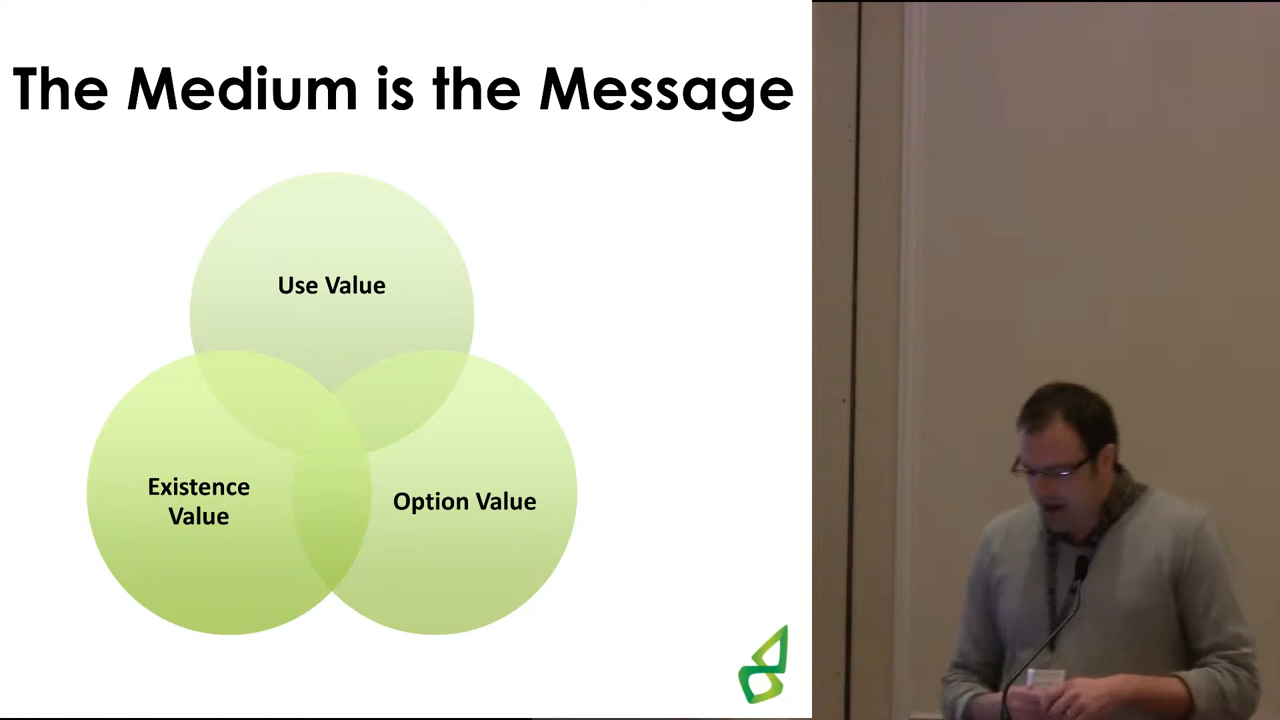 The Medium is the Message
Use Value
Existence
Value
Option Value